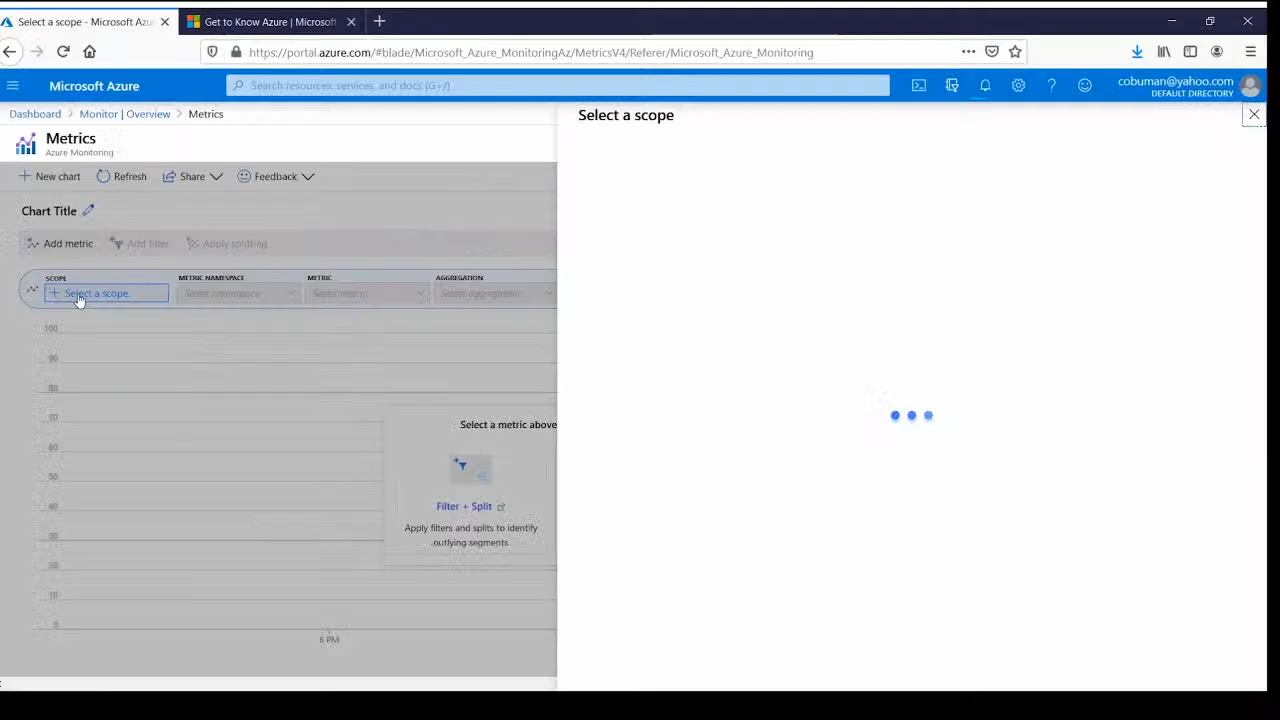 Select a scope - Microsoft Azu
Get to Know Azure | Microsoft
https://portal.azure.com/#blade/Microsoft_Azure_MonitoringAz/MetricsV4/Referer/Microsoft_Azure_Monitoring
Microsoft Azure
Search resources, services, and docs (G+/)
cobuman@yahoo.com
DEFAULT DIRECTORY
Dashboard > Monitor | Overview > Metrics
Select a scope
Metrics
Azure Monitoring
New chart
Refresh
Share
Feedback
Chart Title
Add metric
Add filter
Apply splitting
SCOPE
METRIC NAMESPACE
METRIC
AGGREGATION
+ Select a scope
Select namespace
Select metric
Select aggregation
100
90
80
70
60
50
40
30
20
10
0
6 PM
Select a metric above
Filter + Split
Apply filters and splits to identify
outlying segments